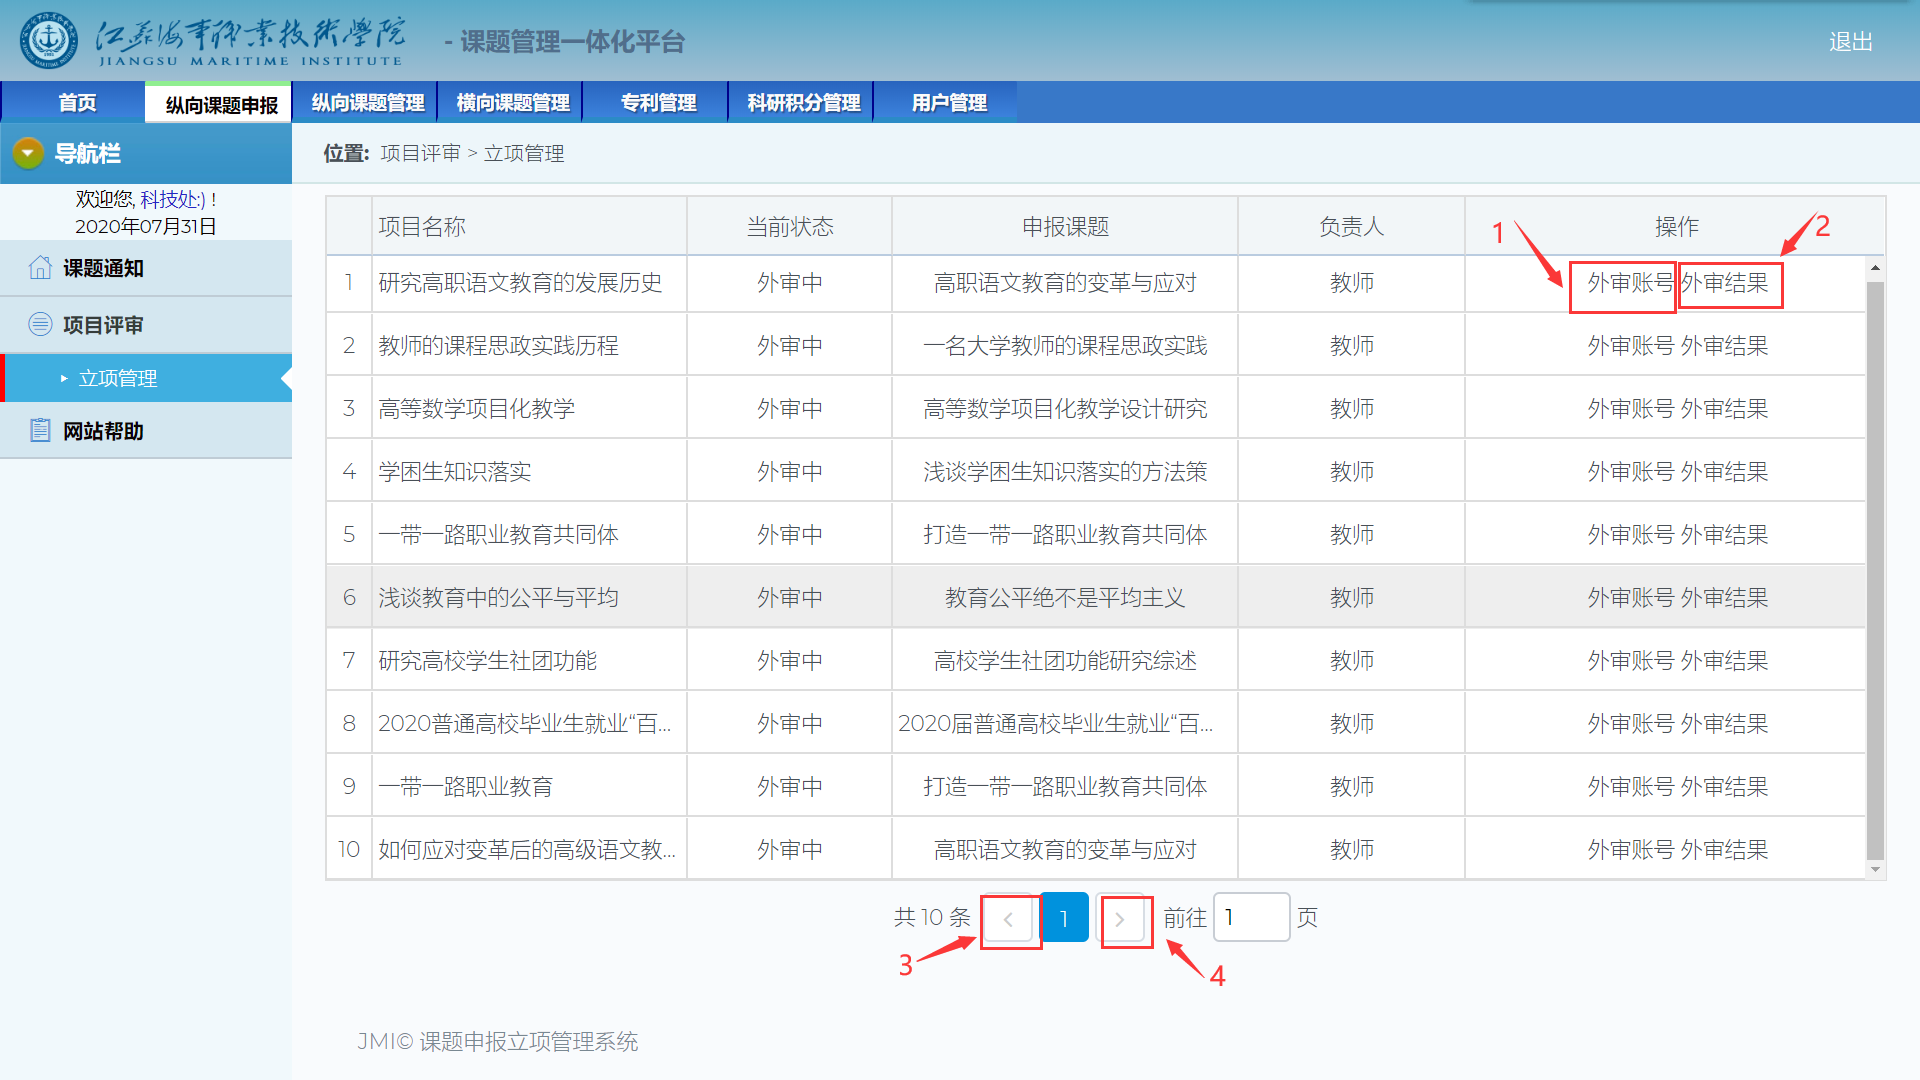 江苏海事职业技术学院
JIANGSU MARITIME INSTITUTE
- 课题管理一体化平台
退出
首页 纵向课题申报 纵向课题管理 横向课题管理 专利管理 科研积分管理 用户管理
导航栏
欢迎您, 科技处:) !
2020年07月31日
课题通知
项目评审
立项管理
网站帮助
位置: 项目评审 > 立项管理
项目名称 当前状态 申报课题 负责人 操作
1 2
1 研究高职语文教育的发展历史 外审中 高职语文教育的变革与应对 教师 外审账号 外审结果
2 教师的课程思政实践历程 外审中 一名大学教师的课程思政实践 教师 外审账号 外审结果
3 高等数学项目化教学 外审中 高等数学项目化教学设计研究 教师 外审账号 外审结果
4 学困生知识落实 外审中 浅谈学困生知识落实的方法策 教师 外审账号 外审结果
5 一带一路职业教育共同体 外审中 打造一带一路职业教育共同体 教师 外审账号 外审结果
6 浅谈教育中的公平与平均 外审中 教育公平绝不是平均主义 教师 外审账号 外审结果
7 研究高校学生社团功能 外审中 高校学生社团功能研究综述 教师 外审账号 外审结果
8 2020普通高校毕业生就业“百... 外审中 2020届普通高校毕业生就业“百... 教师 外审账号 外审结果
9 一带一路职业教育 外审中 打造一带一路职业教育共同体 教师 外审账号 外审结果
10 如何应对变革后的高级语文教... 外审中 高职语文教育的变革与应对 教师 外审账号 外审结果
共 10 条 < 1 > 前往 1 页
3 4
JMI© 课题申报立项管理系统